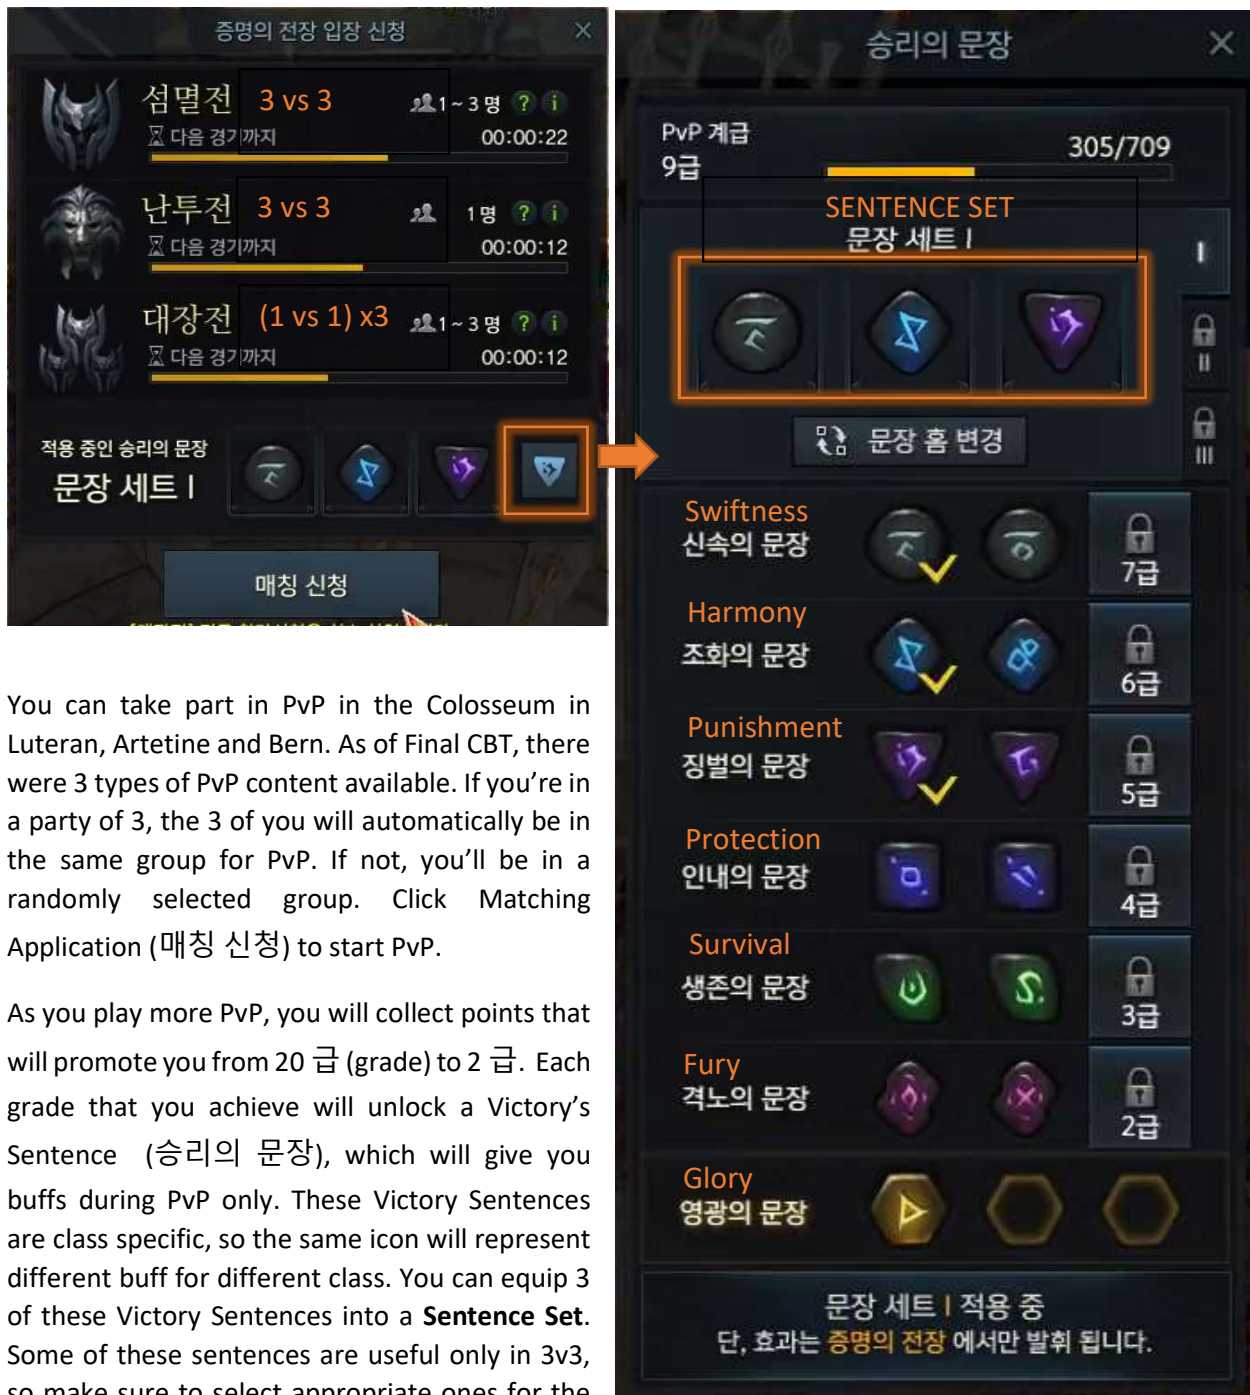 증명의 전장 입장 신청
섬멸전 3 vs 3 1 ~ 3 명 ? i
다음 경기까지 00:00:22
난투전 3 vs 3 1 명 ? i
다음 경기까지 00:00:12
대장전 (1 vs 1) x3 1 ~ 3 명 ? i
다음 경기까지 00:00:12
적용 중인 승리의 문장
문장 세트 I
매칭 신청
You can take part in PvP in the Colosseum in
Luteran, Artetine and Bern. As of Final CBT, there
were 3 types of PvP content available. If you're in
a party of 3, the 3 of you will automatically be in
the same group for PvP. If not, you'll be in a
randomly selected group. Click Matching
Application (매칭 신청) to start PvP.
As you play more PvP, you will collect points that
will promote you from 20 급 (grade) to 2 급. Each
grade that you achieve will unlock a Victory's
Sentence (승리의 문장), which will give you
buffs during PvP only. These Victory Sentences
are class specific, so the same icon will represent
different buff for different class. You can equip 3
of these Victory Sentences into a Sentence Set.
Some of these sentences are useful only in 3v3,
so make sure to select appropriate ones for the
승리의 문장
PvP 계급
9급 305/709
SENTENCE SET
문장 세트 I
I
II
III
문장 홈 변경
Swiftness
신속의 문장
7급
Harmony
조화의 문장
6급
Punishment
징벌의 문장
5급
Protection
인내의 문장
4급
Survival
생존의 문장
3급
Fury
격노의 문장
2급
Glory
영광의 문장
문장 세트 I 적용 중
단, 효과는 증명의 전장 에서만 발휘 됩니다.